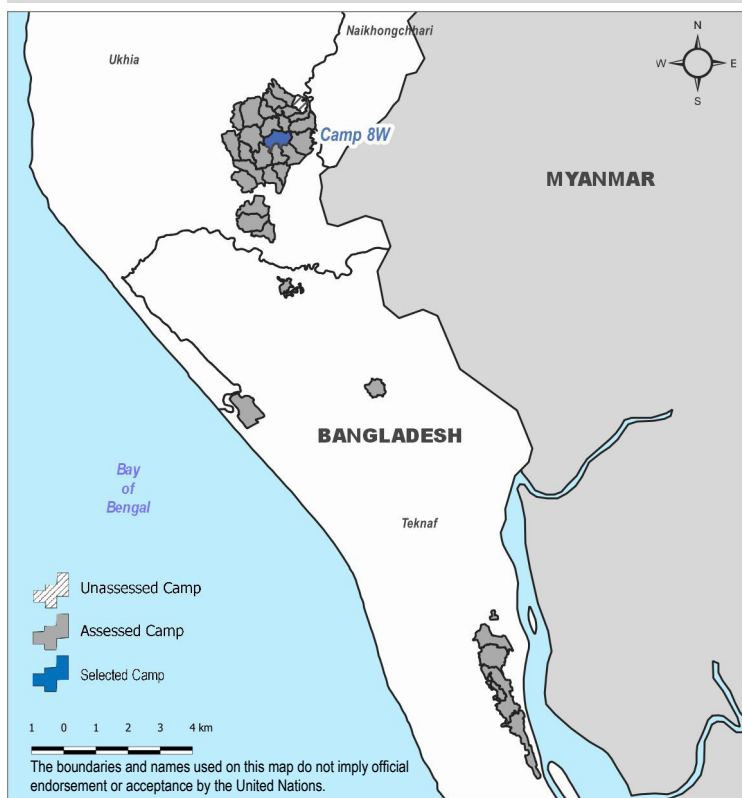 Naikhongchhari
Ukhia
N
W
E
S
Camp 8W
MYANMAR
BANGLADESH
Bay
of
Bengal
Teknaf
Unassessed Camp
Assessed Camp
Selected Camp
1 0 1 2 3 4 km
The boundaries and names used on this map do not imply official
endorsement or acceptance by the United Nations.